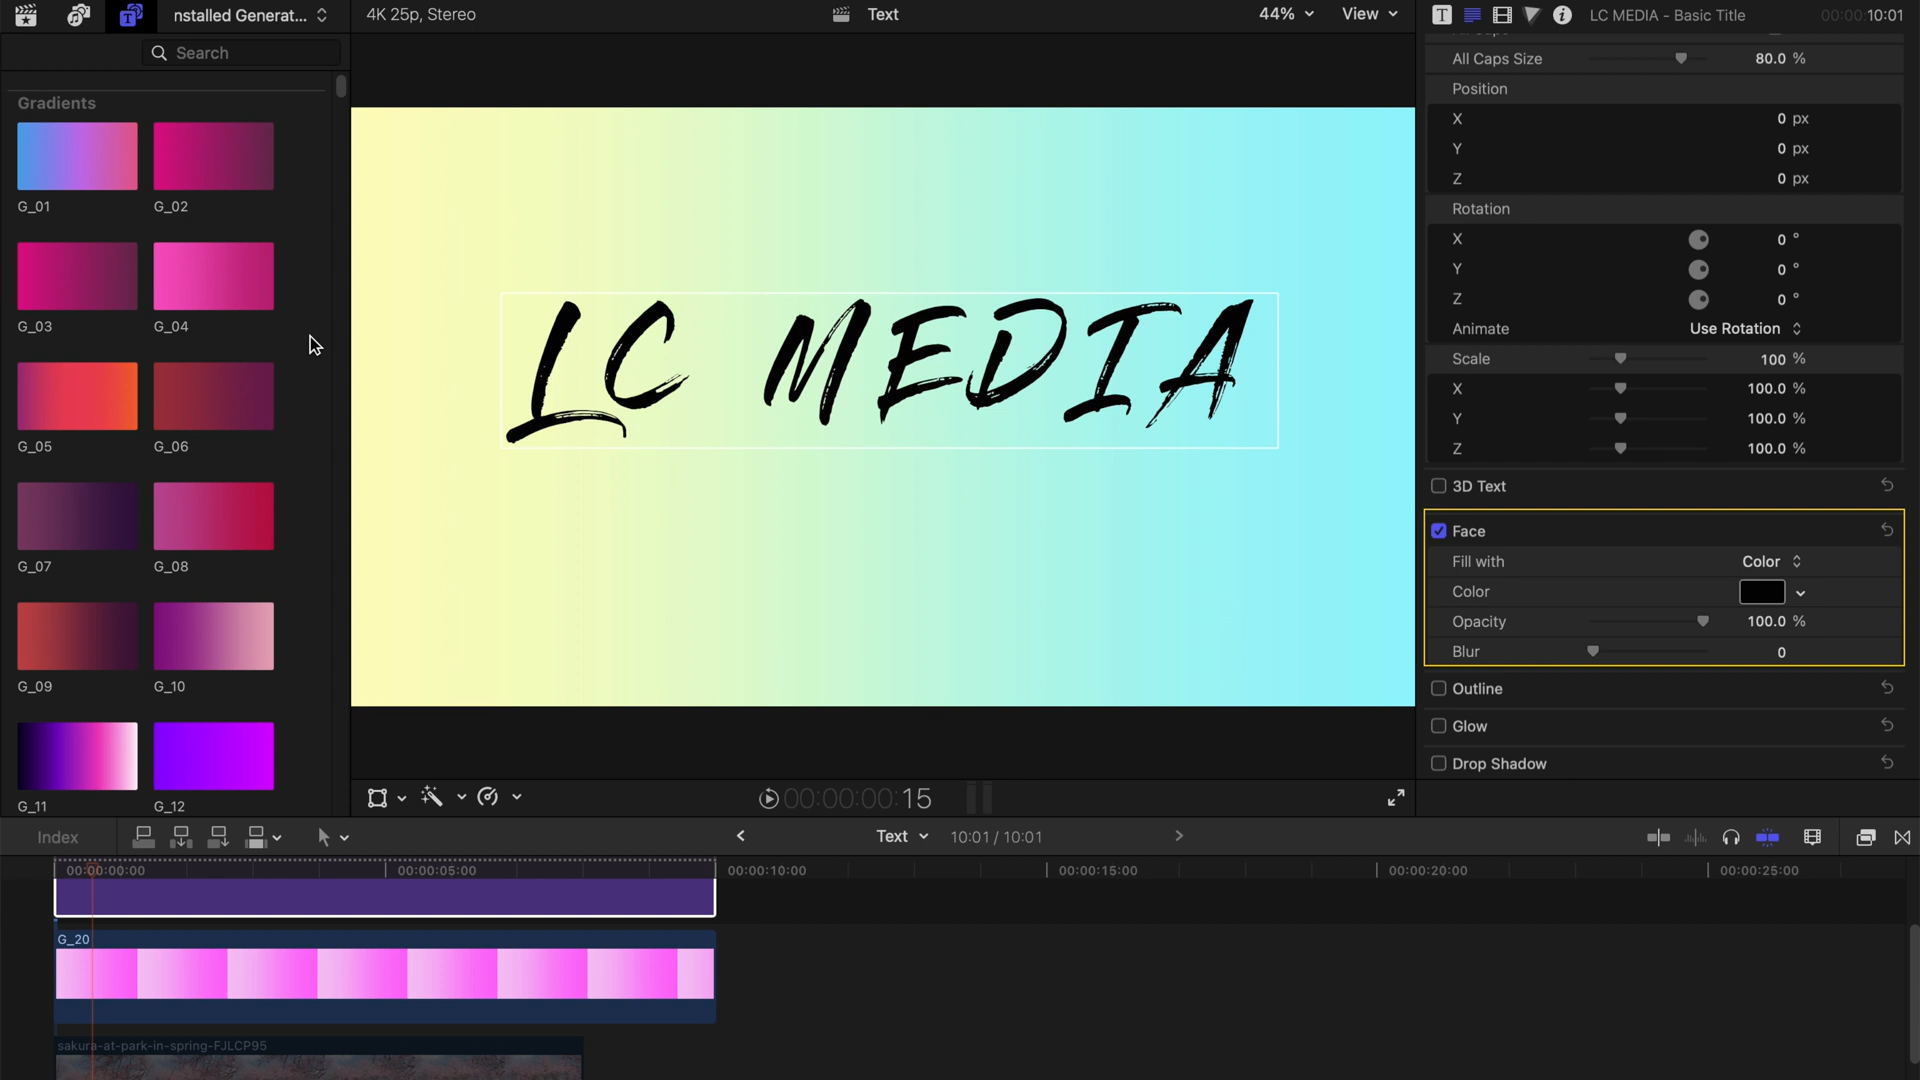 nstalled Generat...
4K 25p, Stereo
Text
44%
View
LC MEDIA - Basic Title
00:00:10:01
Search
Gradients
G_01
G_02
G_03
G_04
G_05
G_06
G_07
G_08
G_09
G_10
G_11
G_12
LC MEDIA
All Caps Size
80.0 %
Position
X
0 px
Y
0 px
Z
0 px
Rotation
X
0 °
Y
0 °
Z
0 °
Animate
Use Rotation
Scale
100 %
X
100.0 %
Y
100.0 %
Z
100.0 %
3D Text
Face
Fill with
Color
Color
Opacity
100.0 %
Blur
0
Outline
Glow
Drop Shadow
00:00:00:15
Index
Text
10:01 / 10:01
00:00:00:00
00:00:05:00
00:00:10:00
00:00:15:00
00:00:20:00
00:00:25:00
G_20
sakura-at-park-in-spring-FJLCP95